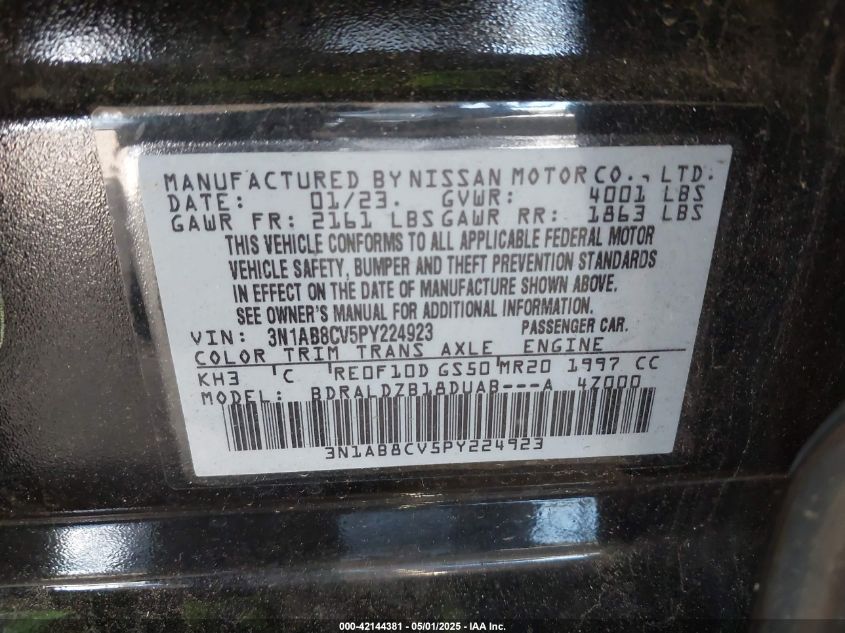 MANUFACTURED BY NISSAN MOTOR CO., LTD.
DATE: 01/23. GVWR: 4001 LBS
GAWR FR: 2161 LBS GAWR RR: 1863 LBS
THIS VEHICLE CONFORMS TO ALL APPLICABLE FEDERAL MOTOR
VEHICLE SAFETY, BUMPER AND THEFT PREVENTION STANDARDS
IN EFFECT ON THE DATE OF MANUFACTURE SHOWN ABOVE.
SEE OWNER'S MANUAL FOR ADDITIONAL INFORMATION.
VIN: 3N1AB8CV5PY224923 PASSENGER CAR.
COLOR TRIM TRANS AXLE ENGINE
KH3 C RE0F10D GS50 MR20 1997 CC
MODEL: BDRALDZB18DUAB---A 4Z000
3N1AB8CV5PY224923
000-42144381 - 05/01/2025 - IAA Inc.